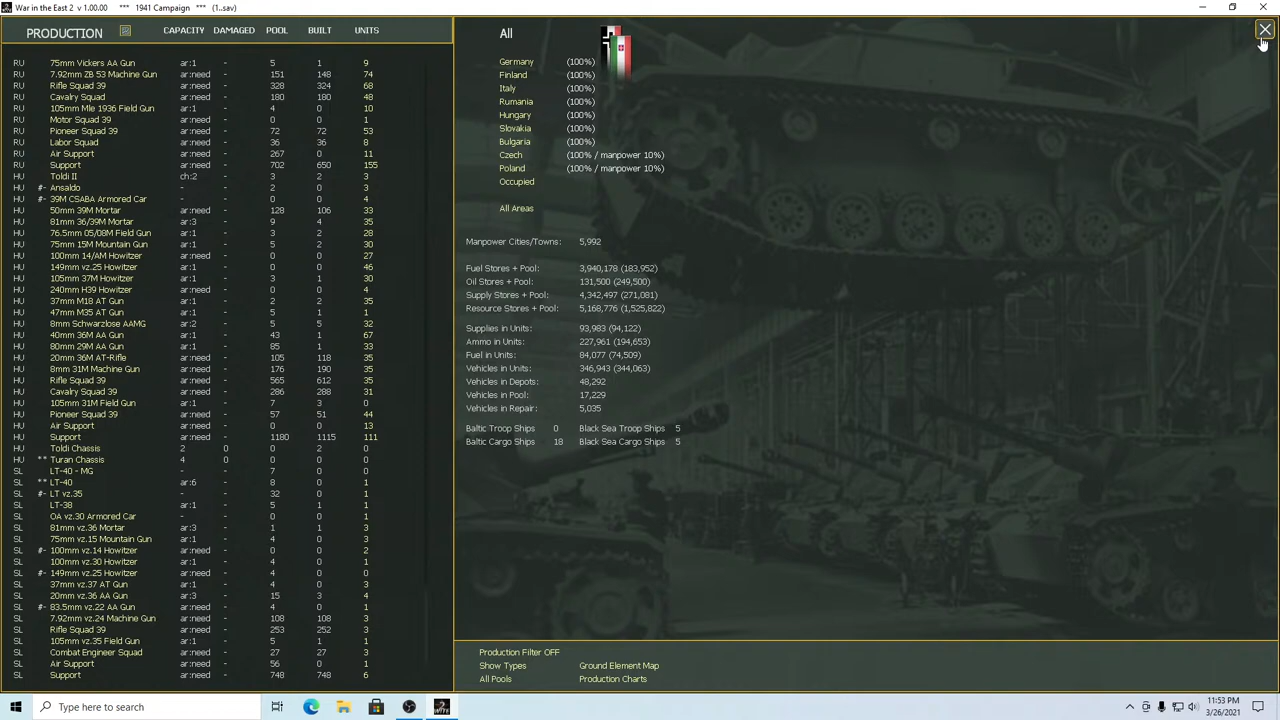 War in the East 2 - v 1.00.00 *** 1941 Campaign *** (1..sav)
PRODUCTION CAPACITY DAMAGED POOL BUILT UNITS
RU 75mm Vickers AA Gun ar:1 - 5 1 9
RU 7.92mm ZB 53 Machine Gun ar:need - 151 148 74
RU Rifle Squad 39 ar:need - 328 324 68
RU Cavalry Squad ar:need - 180 180 48
RU 105mm Mle 1936 Field Gun ar:1 - 4 0 10
RU Motor Squad 39 ar:need - 0 0 1
RU Pioneer Squad 39 ar:need - 72 72 53
RU Labor Squad ar:need - 36 36 8
RU Air Support ar:need - 267 0 11
RU Support ar:need - 702 650 155
HU Toldi II ch:2 - 3 2 3
HU #- Ansaldo - 2 0 3
HU #- 39M CSABA Armored Car - 0 0 4
HU 50mm 39M Mortar ar:need - 128 106 33
HU 81mm 36/39M Mortar ar:3 - 9 4 35
HU 76.5mm 05/08M Field Gun ar:1 - 3 2 28
HU 75mm 15M Mountain Gun ar:1 - 5 2 30
HU 100mm 14/AM Howitzer ar:need - 0 0 27
HU 149mm vz.25 Howitzer ar:need - 0 0 46
HU 105mm 37M Howitzer ar:need - 3 1 30
HU 240mm H39 Howitzer ar:need - 0 0 4
HU 37mm M18 AT Gun ar:1 - 2 2 35
HU 47mm M35 AT Gun ar:1 - 5 1 1
HU 8mm Schwarzlose AAMG ar:2 - 5 5 32
HU 40mm 36M AA Gun ar:need - 43 1 67
HU 80mm 29M AA Gun ar:need - 85 1 33
HU 20mm 36M AT-Rifle ar:need - 105 118 35
HU 8mm 31M Machine Gun ar:need - 176 190 35
HU Rifle Squad 39 ar:need - 565 612 35
HU Cavalry Squad 39 ar:need - 286 288 31
HU 105mm 31M Field Gun ar:1 - 7 3 0
HU Pioneer Squad 39 ar:need - 57 51 44
HU Air Support ar:need - 0 0 13
HU Support ar:need - 1180 1115 111
HU Toldi Chassis 2 0 0 2 0
HU ** Turan Chassis 4 0 0 0 0
SL LT-40 - MG - 7 0 0
SL ** LT-40 ar:6 - 8 0 1
SL #- LT vz.35 - 32 0 1
SL LT-38 ar:1 - 5 1 1
SL OA vz.30 Armored Car - 0 0 1
SL 81mm vz.36 Mortar ar:3 - 1 1 3
SL 75mm vz.15 Mountain Gun ar:1 - 4 0 3
SL #- 100mm vz.14 Howitzer ar:need - 0 0 2
SL 100mm vz.30 Howitzer ar:1 - 4 0 1
SL #- 149mm vz.25 Howitzer ar:need - 4 0 0
SL 37mm vz.37 AT Gun ar:1 - 4 0 3
SL 20mm vz.36 AA Gun ar:3 - 15 3 4
SL #- 83.5mm vz.22 AA Gun ar:need - 4 0 1
SL 7.92mm vz.24 Machine Gun ar:need - 108 108 3
SL Rifle Squad 39 ar:need - 253 252 3
SL 105mm vz.35 Field Gun ar:1 - 5 1 1
SL Combat Engineer Squad ar:need - 27 27 3
SL Air Support ar:need - 56 0 1
SL Support ar:need - 748 748 6
All
Germany (100%)
Finland (100%)
Italy (100%)
Rumania (100%)
Hungary (100%)
Slovakia (100%)
Bulgaria (100%)
Czech (100% / manpower 10%)
Poland (100% / manpower 10%)
Occupied
All Areas
Manpower Cities/Towns: 5,992
Fuel Stores + Pool: 3,940,178 (183,952)
Oil Stores + Pool: 131,500 (249,500)
Supply Stores + Pool: 4,342,497 (271,081)
Resource Stores + Pool: 5,168,776 (1,525,822)
Supplies in Units: 93,983 (94,122)
Ammo in Units: 227,961 (194,653)
Fuel in Units: 84,077 (74,509)
Vehicles in Units: 346,943 (344,063)
Vehicles in Depots: 48,292
Vehicles in Pool: 17,229
Vehicles in Repair: 5,035
Baltic Troop Ships 0 Black Sea Troop Ships 5
Baltic Cargo Ships 18 Black Sea Cargo Ships 5
Production Filter OFF
Show Types Ground Element Map
All Pools Production Charts
Type here to search
11:53 PM
3/26/2021